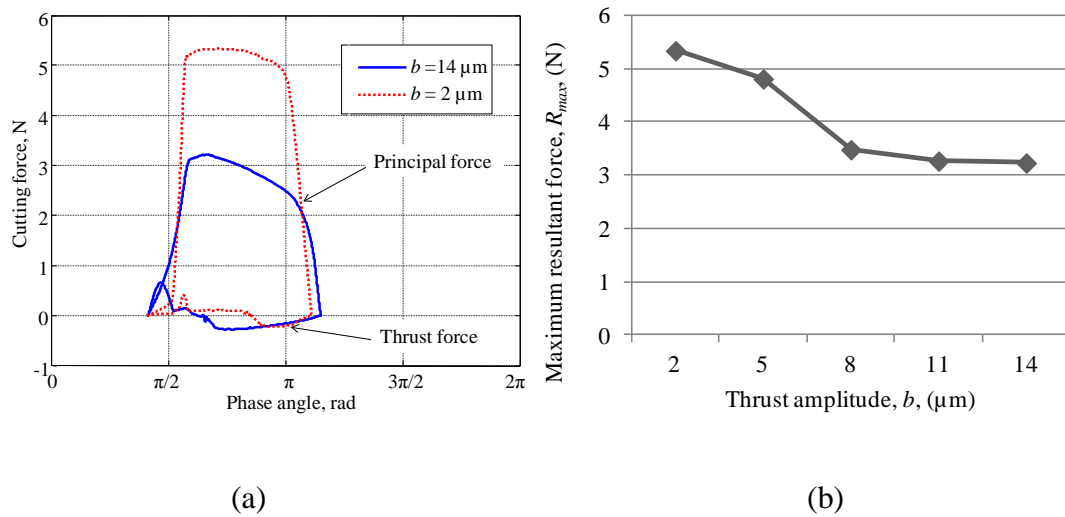 6
5
4
3
2
1
0
-1
Cutting force, N
b =14 µm
b = 2 µm
Principal force
Thrust force
0
π/2
π
3π/2
2π
Phase angle, rad
(a)
6
5
4
3
2
1
0
Maximum resultant force, Rmax, (N)
2 5 8 11 14
Thrust amplitude, b, (µm)
(b)